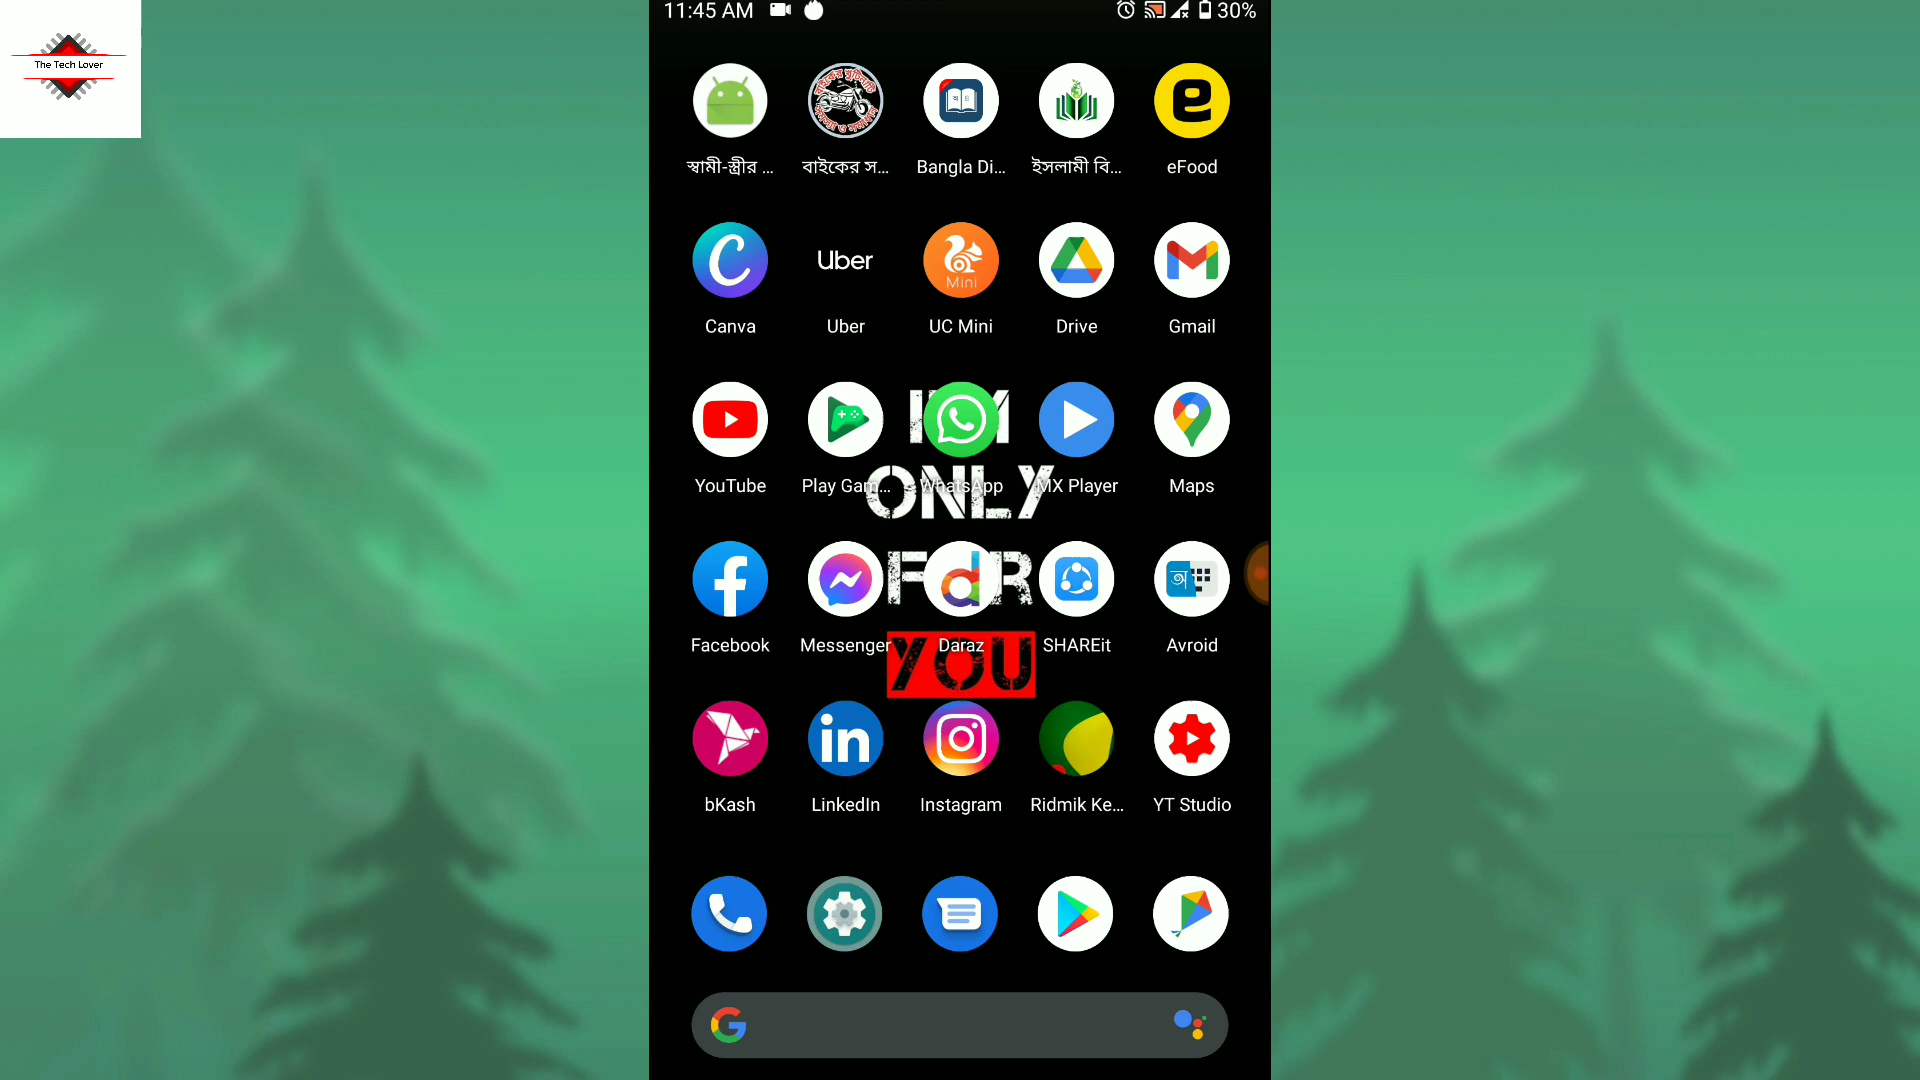 The Tech Lover
11:45 AM
30%
স্বামী-স্ত্রীর ...
বাইকের স...
Bangla Di...
ইসলামী বি...
eFood
Uber
Mini
Canva
Uber
UC Mini
Drive
Gmail
YouTube
Play Gam...
WhatsApp
MX Player
Maps
ONLY
Facebook
Messenger
Daraz
SHAREit
Avroid
YOU
in
bKash
LinkedIn
Instagram
Ridmik Ke...
YT Studio